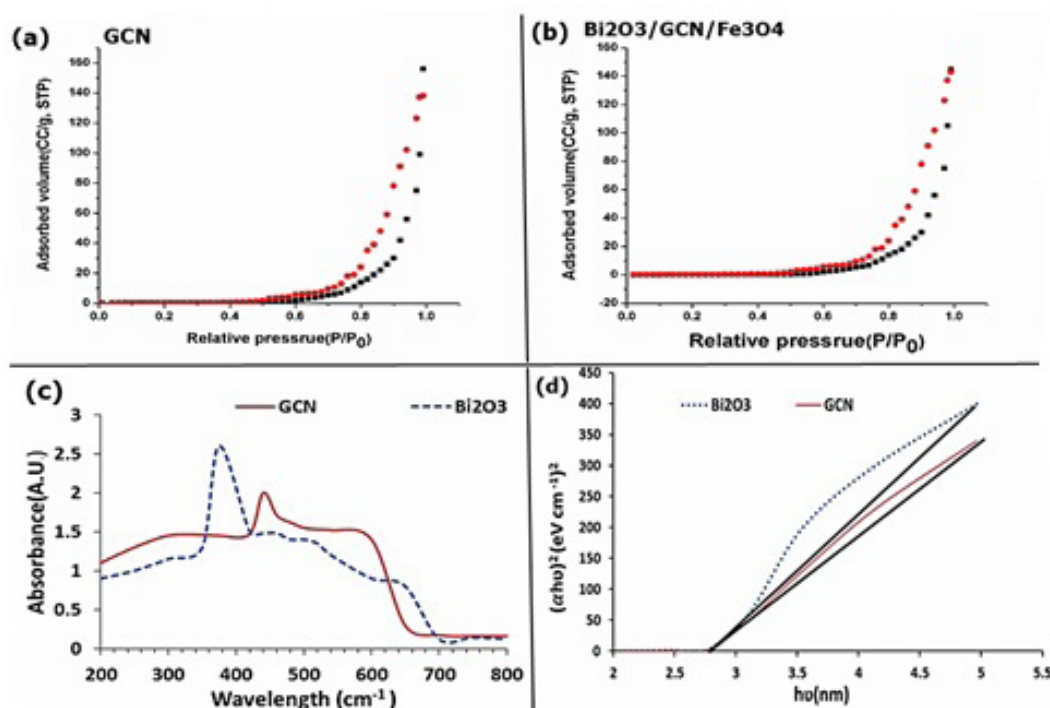 (a) GCN
160
140
120
100
80
60
40
20
0
Adsorbed volume(CC/g, STP)
0.0 0.2 0.4 0.6 0.8 1.0
Relative pressrue(P/P0)
(b) Bi2O3/GCN/Fe3O4
160
140
120
100
80
60
40
20
0
-20
Adsorbed volume(CC/g, STP)
0.0 0.2 0.4 0.6 0.8 1.0
Relative pressrue(P/P0)
(c)
GCN Bi2O3
3
2.5
2
1.5
1
0.5
0
Absorbance(A.U.)
200 300 400 500 600 700 800
Wavelength (cm-1)
(d)
Bi2O3 GCN
450
400
350
300
250
200
150
100
50
0
(αhυ)2 (eV cm-1)2
2 2.5 3 3.5 4 4.5 5 5.5
hυ(nm)